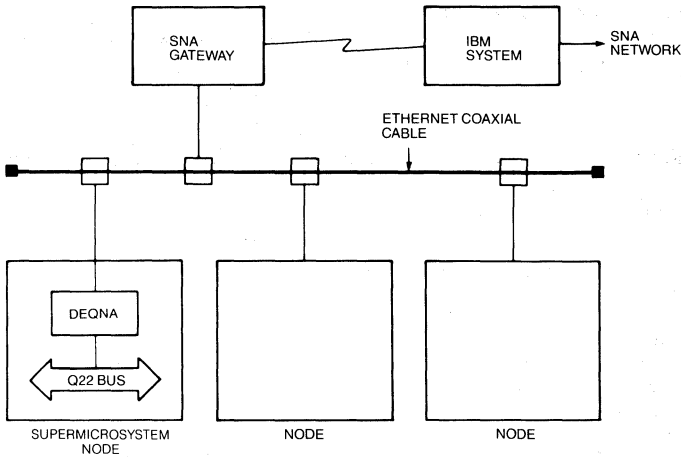 SNA
GATEWAY
IBM
SYSTEM
SNA
NETWORK
ETHERNET COAXIAL
CABLE
DEQNA
Q22 BUS
SUPERMICROSYSTEM
NODE
NODE
NODE